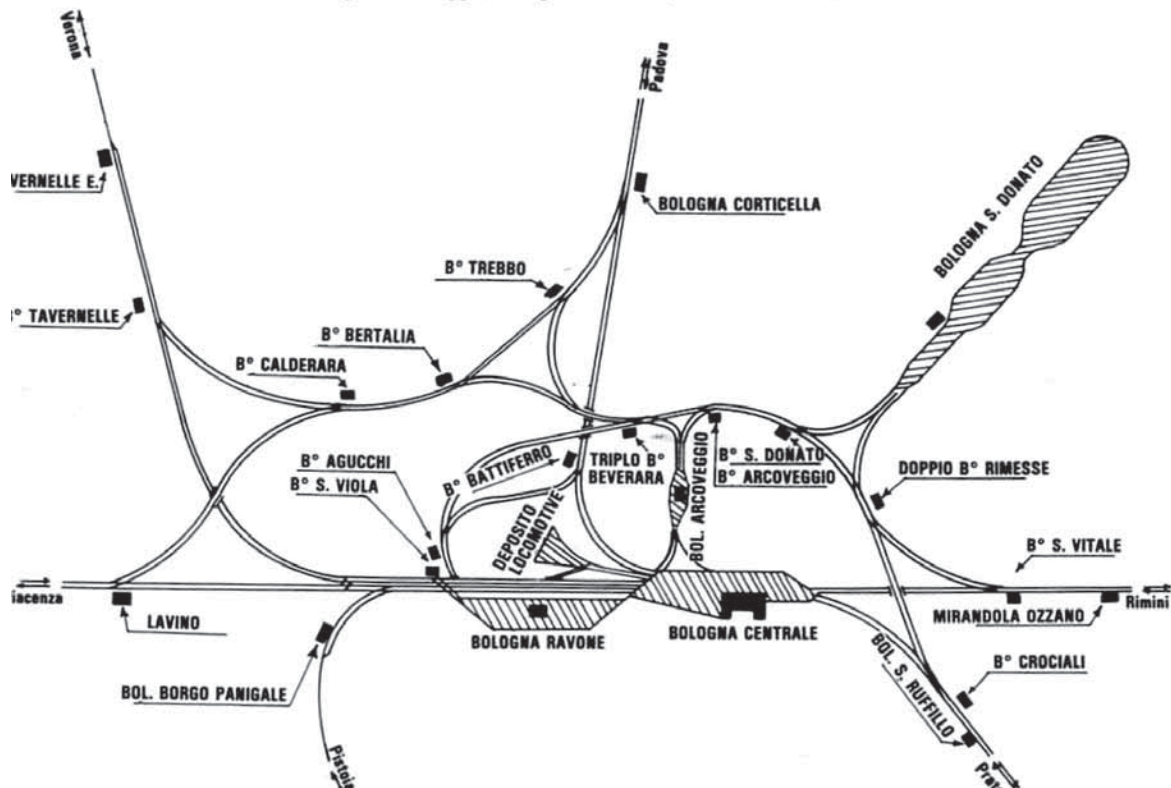 Verona
Padova
VERNELLE E.
BOLOGNA CORTICELLA
BOLOGNA S. DONATO
B° TREBBO
B° TAVERNELLE
B° BERTALIA
B° CALDERARA
B° AGUCCHI
B° S. VIOLA
B° BATTIFERRO
TRIPLO B°
BEVERARA
BOL. ARCOVEGGIO
B° S. DONATO
B° ARCOVEGGIO
DOPPIO B° RIMESSE
DEPOSITO
LOCOMOTIVE
B° S. VITALE
iacenza
LAVINO
BOLOGNA RAVONE
BOLOGNA CENTRALE
MIRANDOLA OZZANO
Rimini
BOL. BORGO PANIGALE
BOL. S. RUFFILLO
B° CROCIALI
Pistoia
Prat